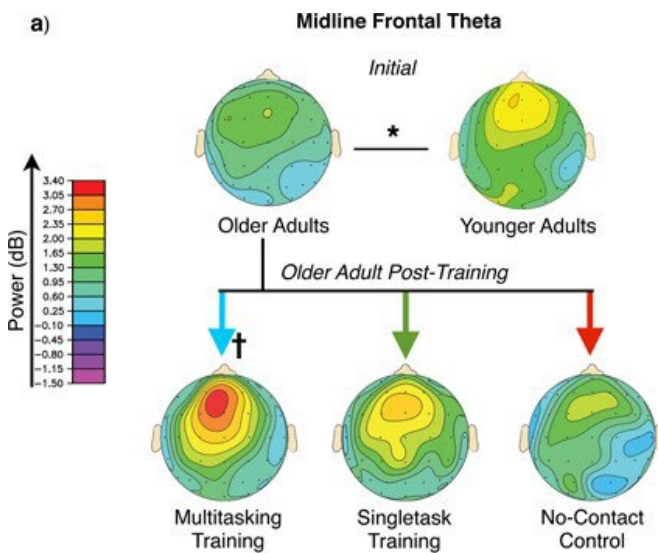 a)
Midline Frontal Theta
Initial
*
Older Adults
Younger Adults
Power (dB)
3.40
3.05
2.70
2.35
2.00
1.65
1.30
0.95
0.60
0.25
−0.10
−0.45
−0.80
−1.15
−1.50
Older Adult Post-Training
†
Multitasking
Training
Singletask
Training
No-Contact
Control